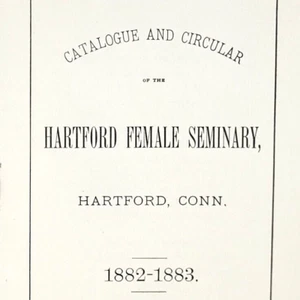 CATALOGUE AND CIRCULAR
OF THE
HARTFORD FEMALE SEMINARY,
HARTFORD, CONN.
1882-1883.